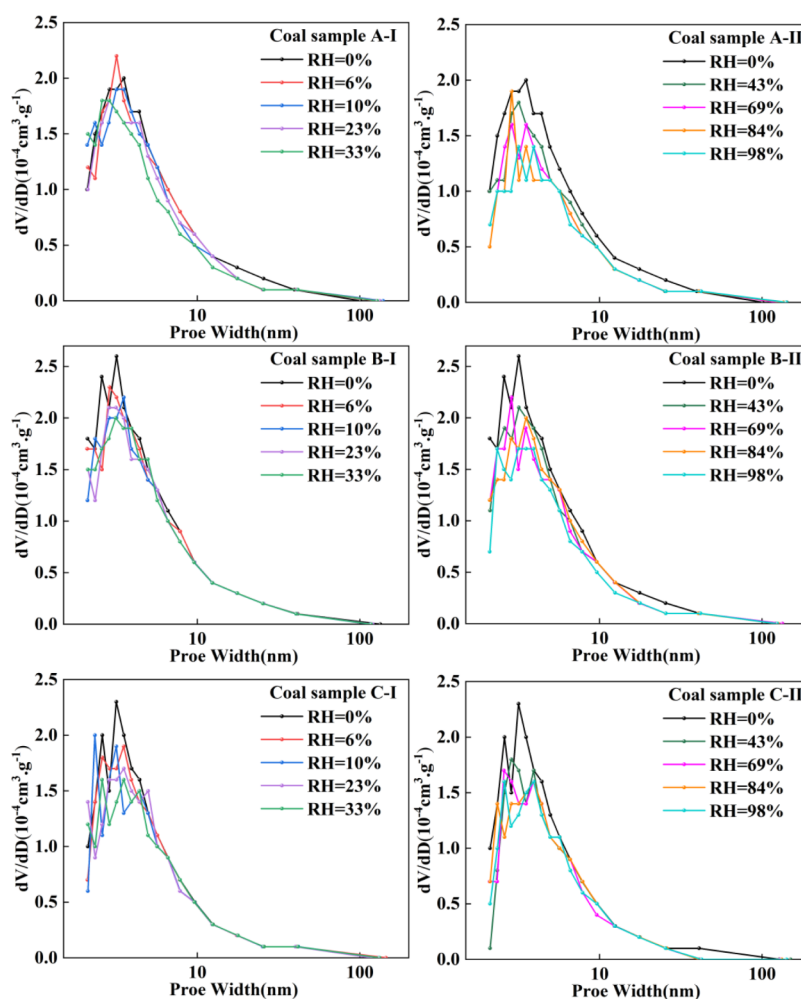 Coal sample A-I
RH=0%
RH=6%
RH=10%
RH=23%
RH=33%
dV/dD(10⁻⁴cm³·g⁻¹)
2.5
2.0
1.5
1.0
0.5
0.0
10
100
Proe Width(nm)
Coal sample A-II
RH=0%
RH=43%
RH=69%
RH=84%
RH=98%
dV/dD(10⁻⁴cm³·g⁻¹)
2.5
2.0
1.5
1.0
0.5
0.0
10
100
Proe Width(nm)
Coal sample B-I
RH=0%
RH=6%
RH=10%
RH=23%
RH=33%
dV/dD(10⁻⁴cm³·g⁻¹)
2.5
2.0
1.5
1.0
0.5
0.0
10
100
Proe Width(nm)
Coal sample B-II
RH=0%
RH=43%
RH=69%
RH=84%
RH=98%
dV/dD(10⁻⁴cm³·g⁻¹)
2.5
2.0
1.5
1.0
0.5
0.0
10
100
Proe Width(nm)
Coal sample C-I
RH=0%
RH=6%
RH=10%
RH=23%
RH=33%
dV/dD(10⁻⁴cm³·g⁻¹)
2.5
2.0
1.5
1.0
0.5
0.0
10
100
Proe Width(nm)
Coal sample C-II
RH=0%
RH=43%
RH=69%
RH=84%
RH=98%
dV/dD(10⁻⁴cm³·g⁻¹)
2.5
2.0
1.5
1.0
0.5
0.0
10
100
Proe Width(nm)